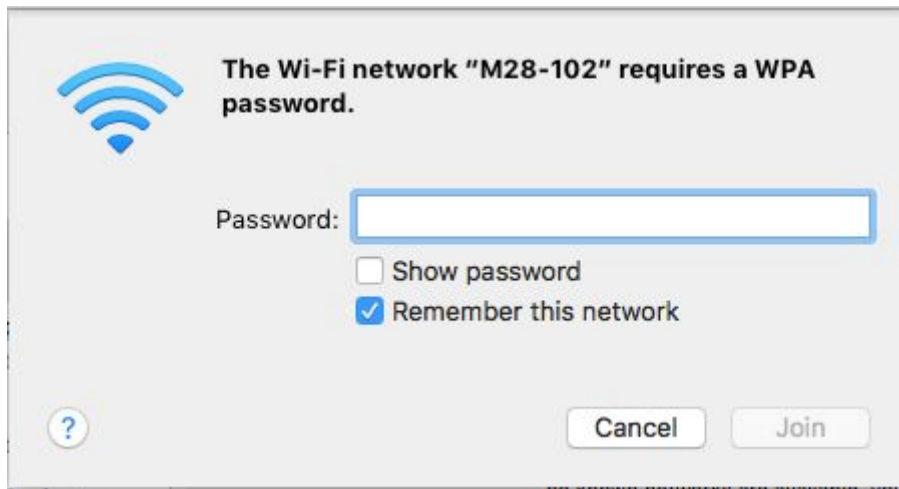 The Wi-Fi network “M28-102” requires a WPA
password.
Password:
Show password
Remember this network
?
Cancel
Join